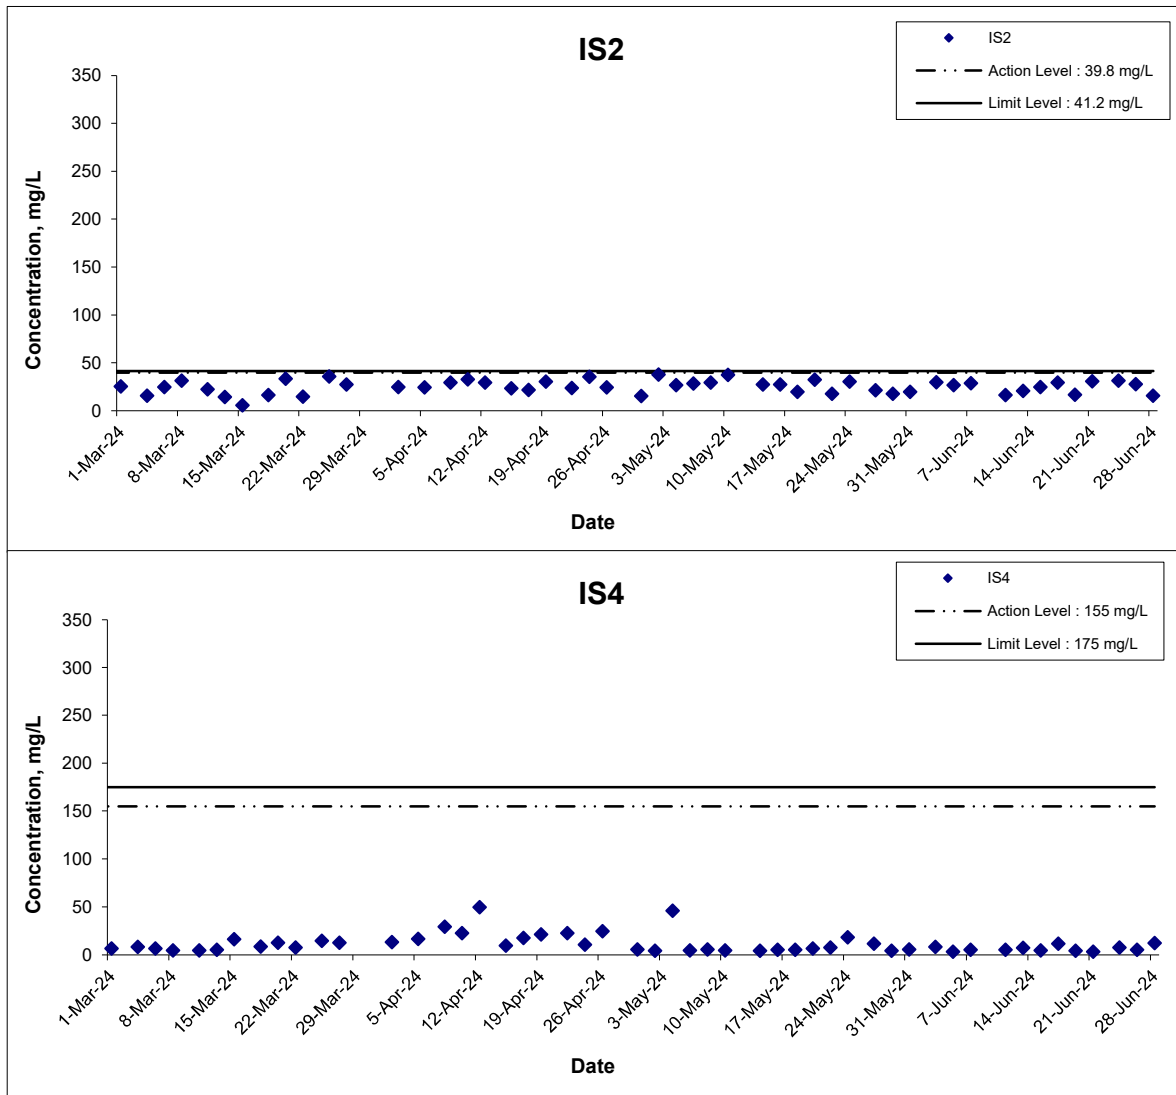 IS2
IS2
Action Level : 39.8 mg/L
Limit Level : 41.2 mg/L
Concentration, mg/L
350
300
250
200
150
100
50
0
1-Mar-24
8-Mar-24
15-Mar-24
22-Mar-24
29-Mar-24
5-Apr-24
12-Apr-24
19-Apr-24
26-Apr-24
3-May-24
10-May-24
17-May-24
24-May-24
31-May-24
7-Jun-24
14-Jun-24
21-Jun-24
28-Jun-24
Date
IS4
IS4
Action Level : 155 mg/L
Limit Level : 175 mg/L
Concentration, mg/L
350
300
250
200
150
100
50
0
1-Mar-24
8-Mar-24
15-Mar-24
22-Mar-24
29-Mar-24
5-Apr-24
12-Apr-24
19-Apr-24
26-Apr-24
3-May-24
10-May-24
17-May-24
24-May-24
31-May-24
7-Jun-24
14-Jun-24
21-Jun-24
28-Jun-24
Date